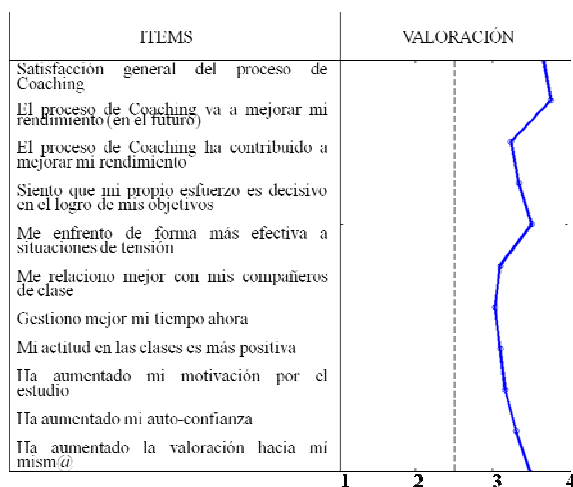 ITEMS VALORACIÓN
Satisfacción general del proceso de
Coaching
El proceso de Coaching va a mejorar mi
rendimiento (en el futuro)
El proceso de Coaching ha contribuido a
mejorar mi rendimiento
Siento que mi propio esfuerzo es decisivo
en el logro de mis objetivos
Me enfrento de forma más efectiva a
situaciones de tensión
Me relaciono mejor con mis compañeros
de clase
Gestiono mejor mi tiempo ahora
Mi actitud en las clases es más positiva
Ha aumentado mi motivación por el
estudio
Ha aumentado mi auto-confianza
Ha aumentado la valoración hacia mí
mism@
1 2 3 4